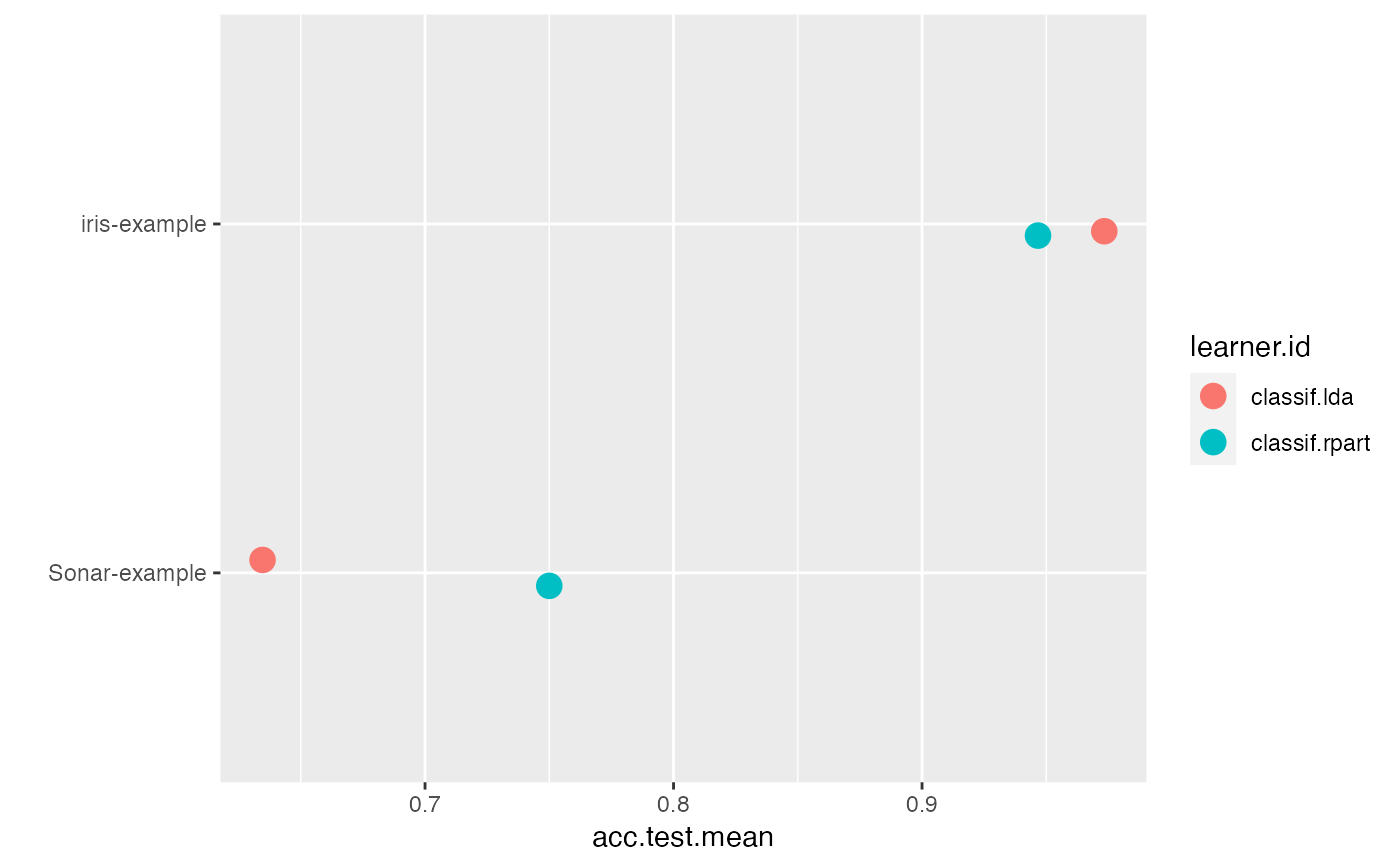 iris-example
Sonar-example
0.7
0.8
0.9
acc.test.mean
learner.id
classif.lda
classif.rpart